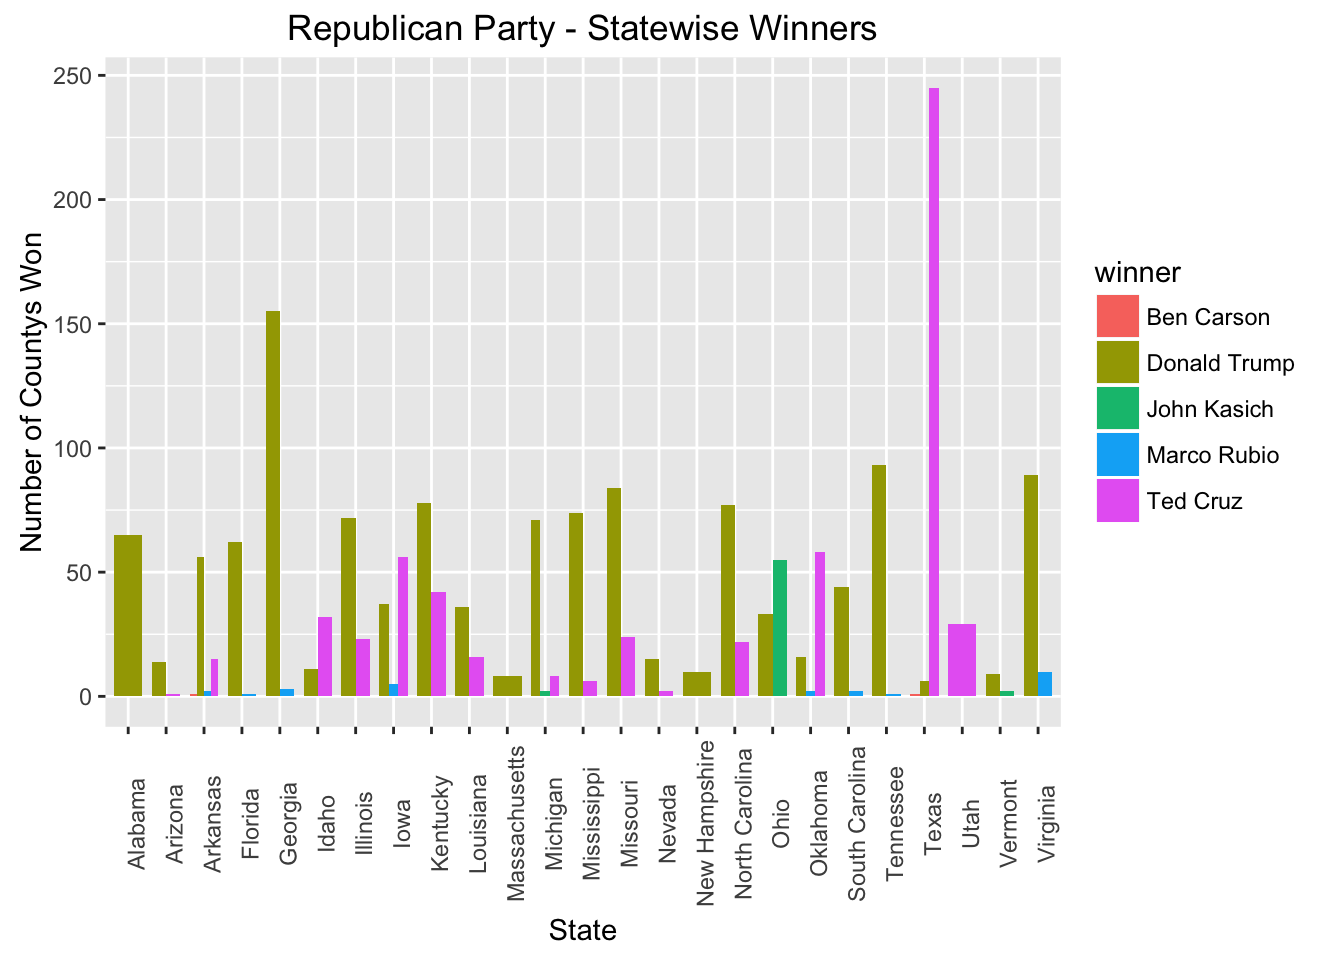 Republican Party - Statewise Winners
Number of Countys Won
250
200
150
100
50
0
Alabama
Arizona
Arkansas
Florida
Georgia
Idaho
Illinois
Iowa
Kentucky
Louisiana
Massachusetts
Michigan
Mississippi
Missouri
Nevada
New Hampshire
North Carolina
Ohio
Oklahoma
South Carolina
Tennessee
Texas
Utah
Vermont
Virginia
State
winner
Ben Carson
Donald Trump
John Kasich
Marco Rubio
Ted Cruz